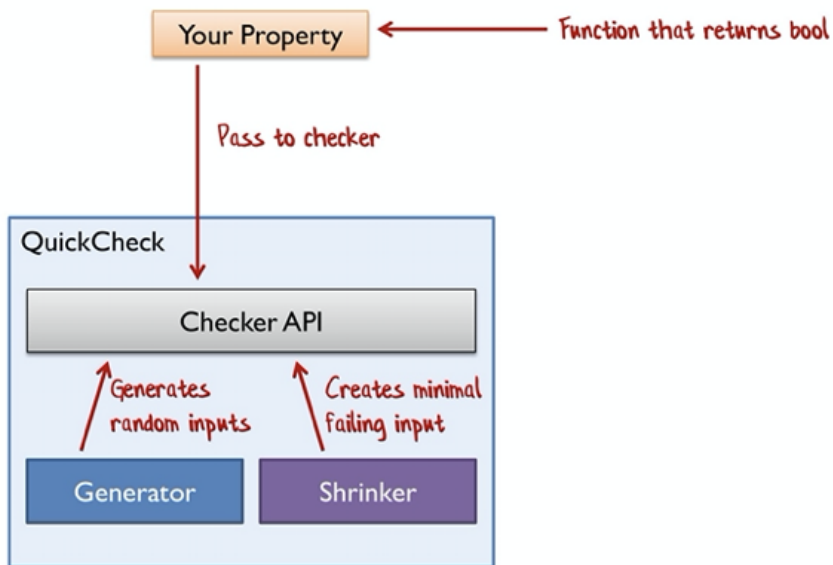 Your Property
Function that returns bool
Pass to checker
QuickCheck
Checker API
Generates
random inputs
Creates minimal
failing input
Generator
Shrinker